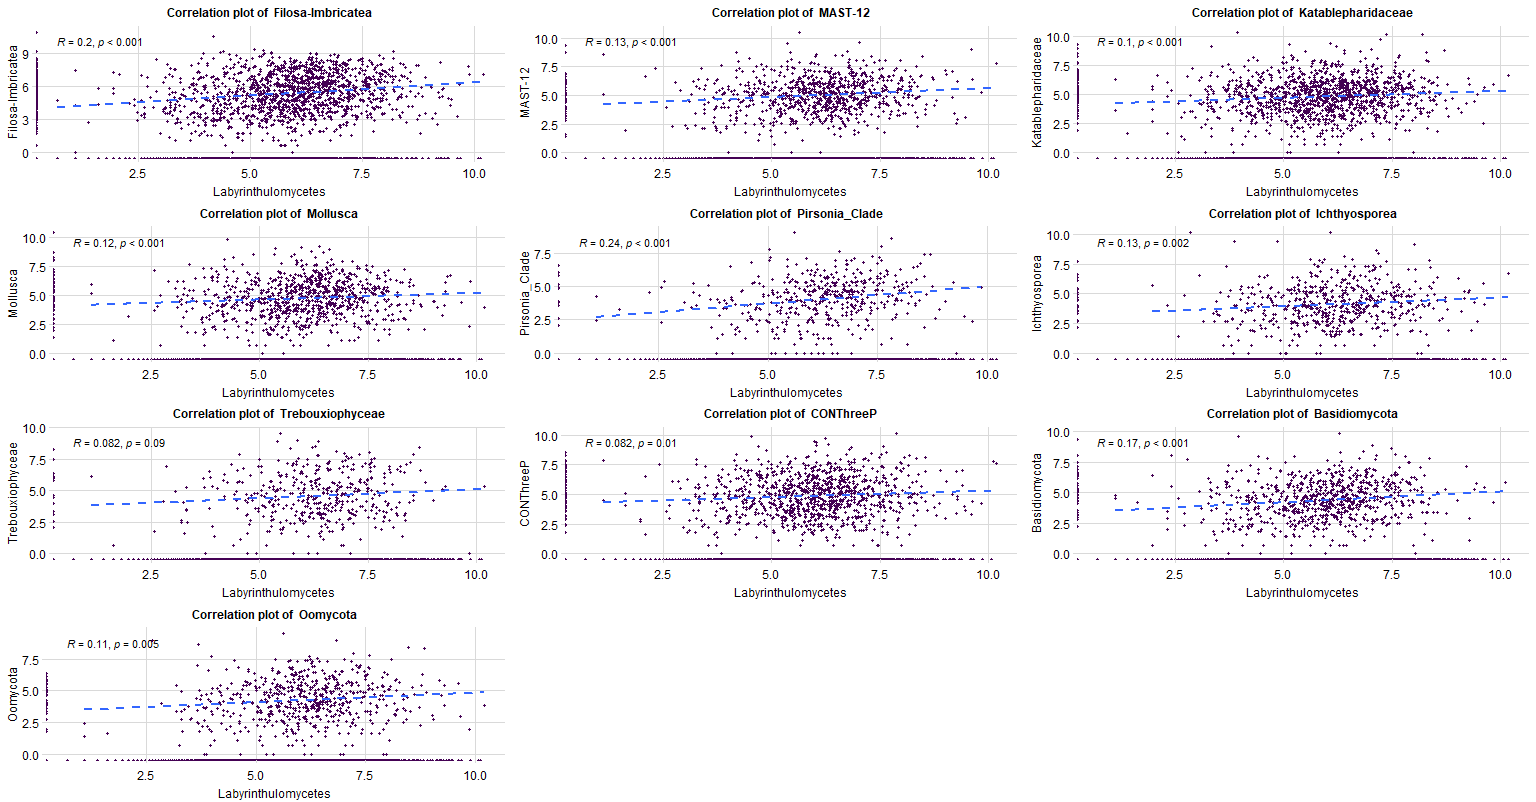 Correlation plot of Filosa-Imbricatea
R = 0.2, p < 0.001
Filosa-Imbricatea
9
6
3
0
2.5 5.0 7.5 10.0
Labyrinthulomycetes
Correlation plot of MAST-12
R = 0.13, p < 0.001
MAST-12
10.0
7.5
5.0
2.5
0.0
2.5 5.0 7.5 10.0
Labyrinthulomycetes
Correlation plot of Katablepharidaceae
R = 0.1, p < 0.001
Katablepharidaceae
10.0
7.5
5.0
2.5
0.0
2.5 5.0 7.5 10.0
Labyrinthulomycetes
Correlation plot of Mollusca
R = 0.12, p < 0.001
Mollusca
10.0
7.5
5.0
2.5
0.0
2.5 5.0 7.5 10.0
Labyrinthulomycetes
Correlation plot of Pirsonia_Clade
R = 0.24, p < 0.001
Pirsonia_Clade
7.5
5.0
2.5
0.0
2.5 5.0 7.5 10.0
Labyrinthulomycetes
Correlation plot of Ichthyosporea
R = 0.13, p = 0.002
Ichthyosporea
10.0
7.5
5.0
2.5
0.0
2.5 5.0 7.5 10.0
Labyrinthulomycetes
Correlation plot of Trebouxiophyceae
R = 0.082, p = 0.09
Trebouxiophyceae
10.0
7.5
5.0
2.5
0.0
2.5 5.0 7.5 10.0
Labyrinthulomycetes
Correlation plot of CONThreeP
R = 0.082, p = 0.01
CONThreeP
10.0
7.5
5.0
2.5
0.0
2.5 5.0 7.5 10.0
Labyrinthulomycetes
Correlation plot of Basidiomycota
R = 0.17, p < 0.001
Basidiomycota
10.0
7.5
5.0
2.5
0.0
2.5 5.0 7.5 10.0
Labyrinthulomycetes
Correlation plot of Oomycota
R = 0.11, p = 0.005
Oomycota
7.5
5.0
2.5
0.0
2.5 5.0 7.5 10.0
Labyrinthulomycetes